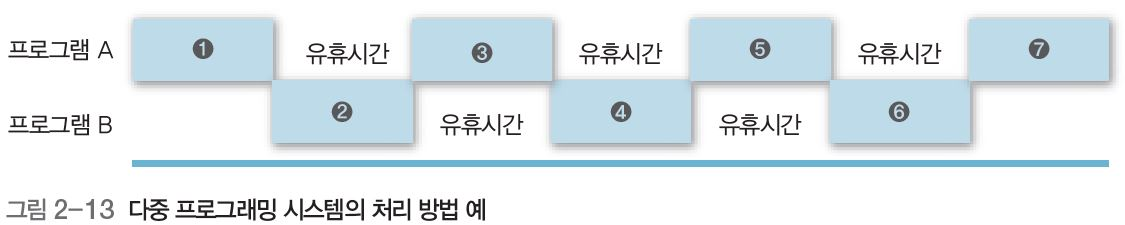 프로그램 A ❶ 유휴시간 ❸ 유휴시간 ❺ 유휴시간 ❼
프로그램 B ❷ 유휴시간 ❹ 유휴시간 ❻
그림 2-13 다중 프로그래밍 시스템의 처리 방법 예